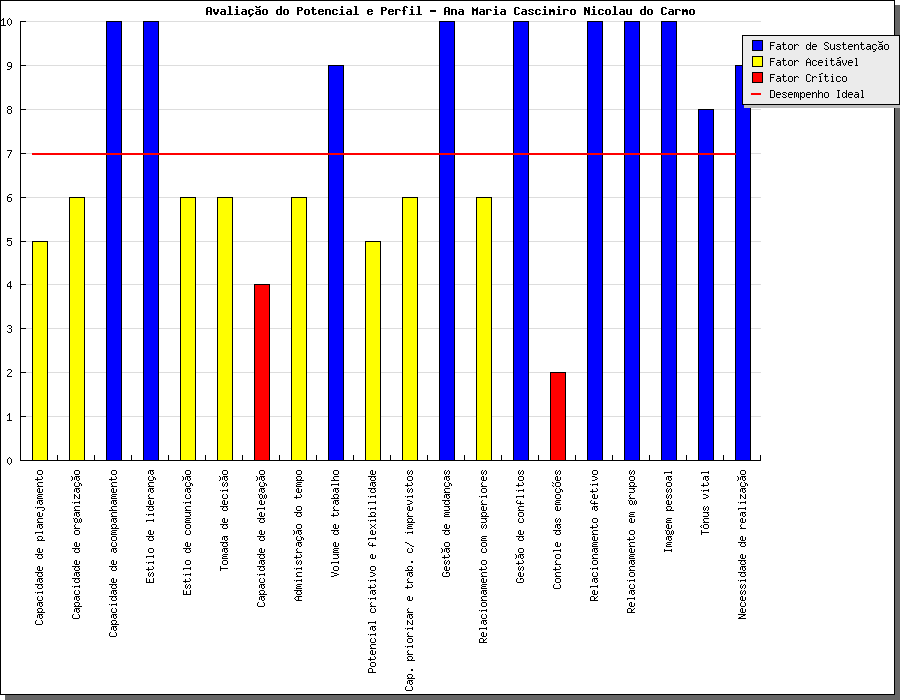 Avaliação do Potencial e Perfil - Ana Maria Cascimiro Nicolau do Carmo
Fator de Sustentação
Fator Aceitável
Fator Crítico
Desempenho Ideal
10
9
8
7
6
5
4
3
2
1
0
Capacidade de planejamento
Capacidade de organização
Capacidade de acompanhamento
Estilo de liderança
Estilo de comunicação
Tomada de decisão
Capacidade de delegação
Administração do tempo
Volume de trabalho
Potencial criativo e flexibilidade
Cap. priorizar e trab. c/ imprevistos
Gestão de mudanças
Relacionamento com superiores
Gestão de conflitos
Controle das emoções
Relacionamento afetivo
Relacionamento em grupos
Imagem pessoal
Tônus vital
Necessidade de realização